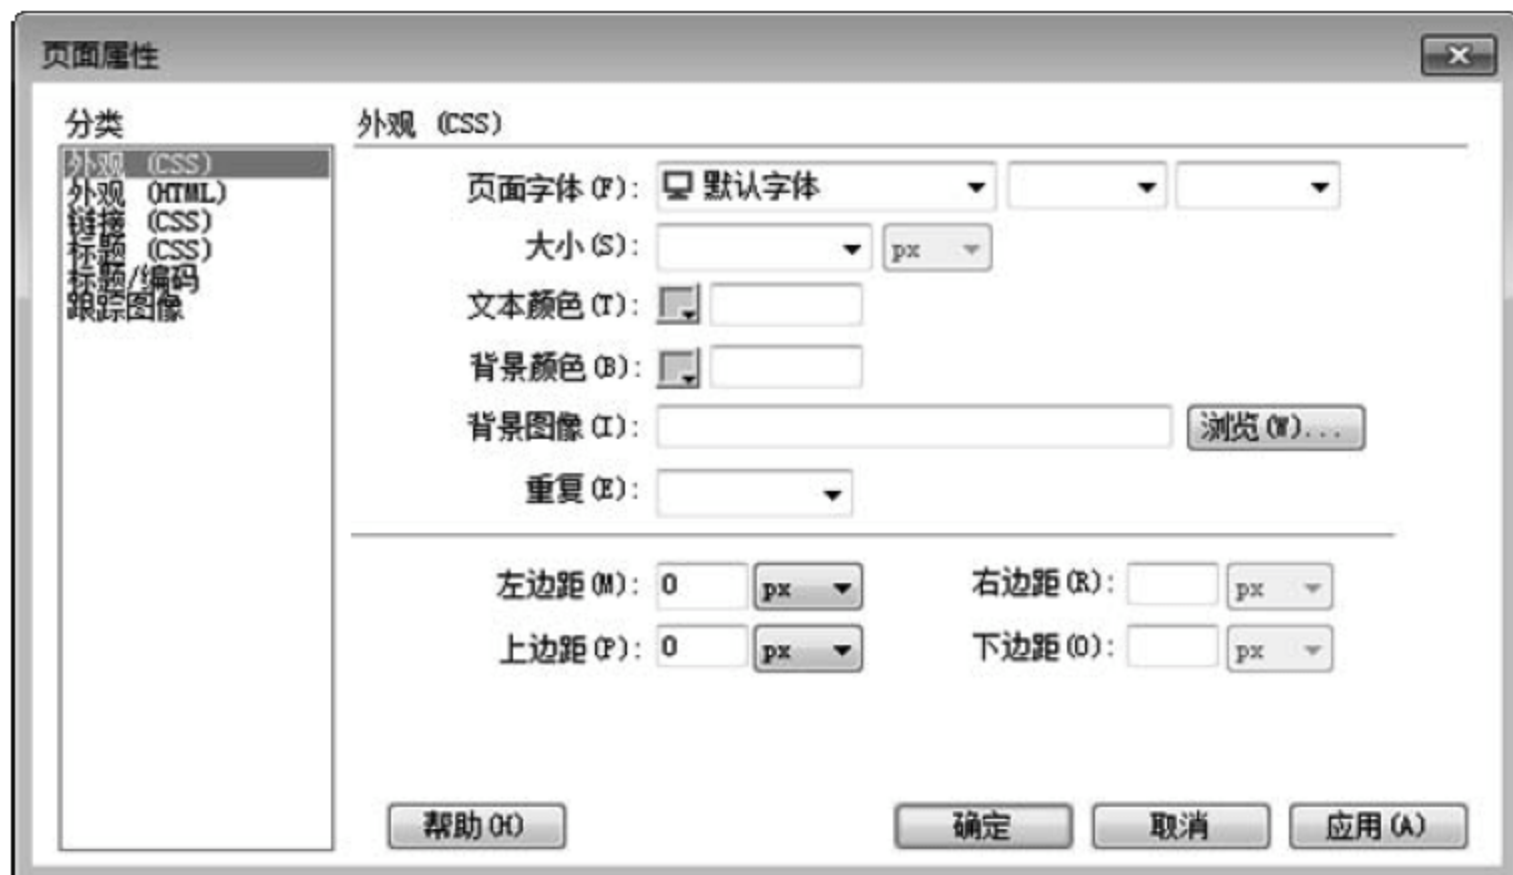 页面属性
分类
外观 (CSS)
外观 (HTML)
链接 (CSS)
标题 (CSS)
标题/编码
跟踪图像
外观 (CSS)
页面字体(F): 默认字体
大小(S): px
文本颜色(T):
背景颜色(B):
背景图像(I): 浏览(W)...
重复(E):
左边距(M): 0 px 右边距(R): px
上边距(P): 0 px 下边距(O): px
帮助(H) 确定 取消 应用(A)